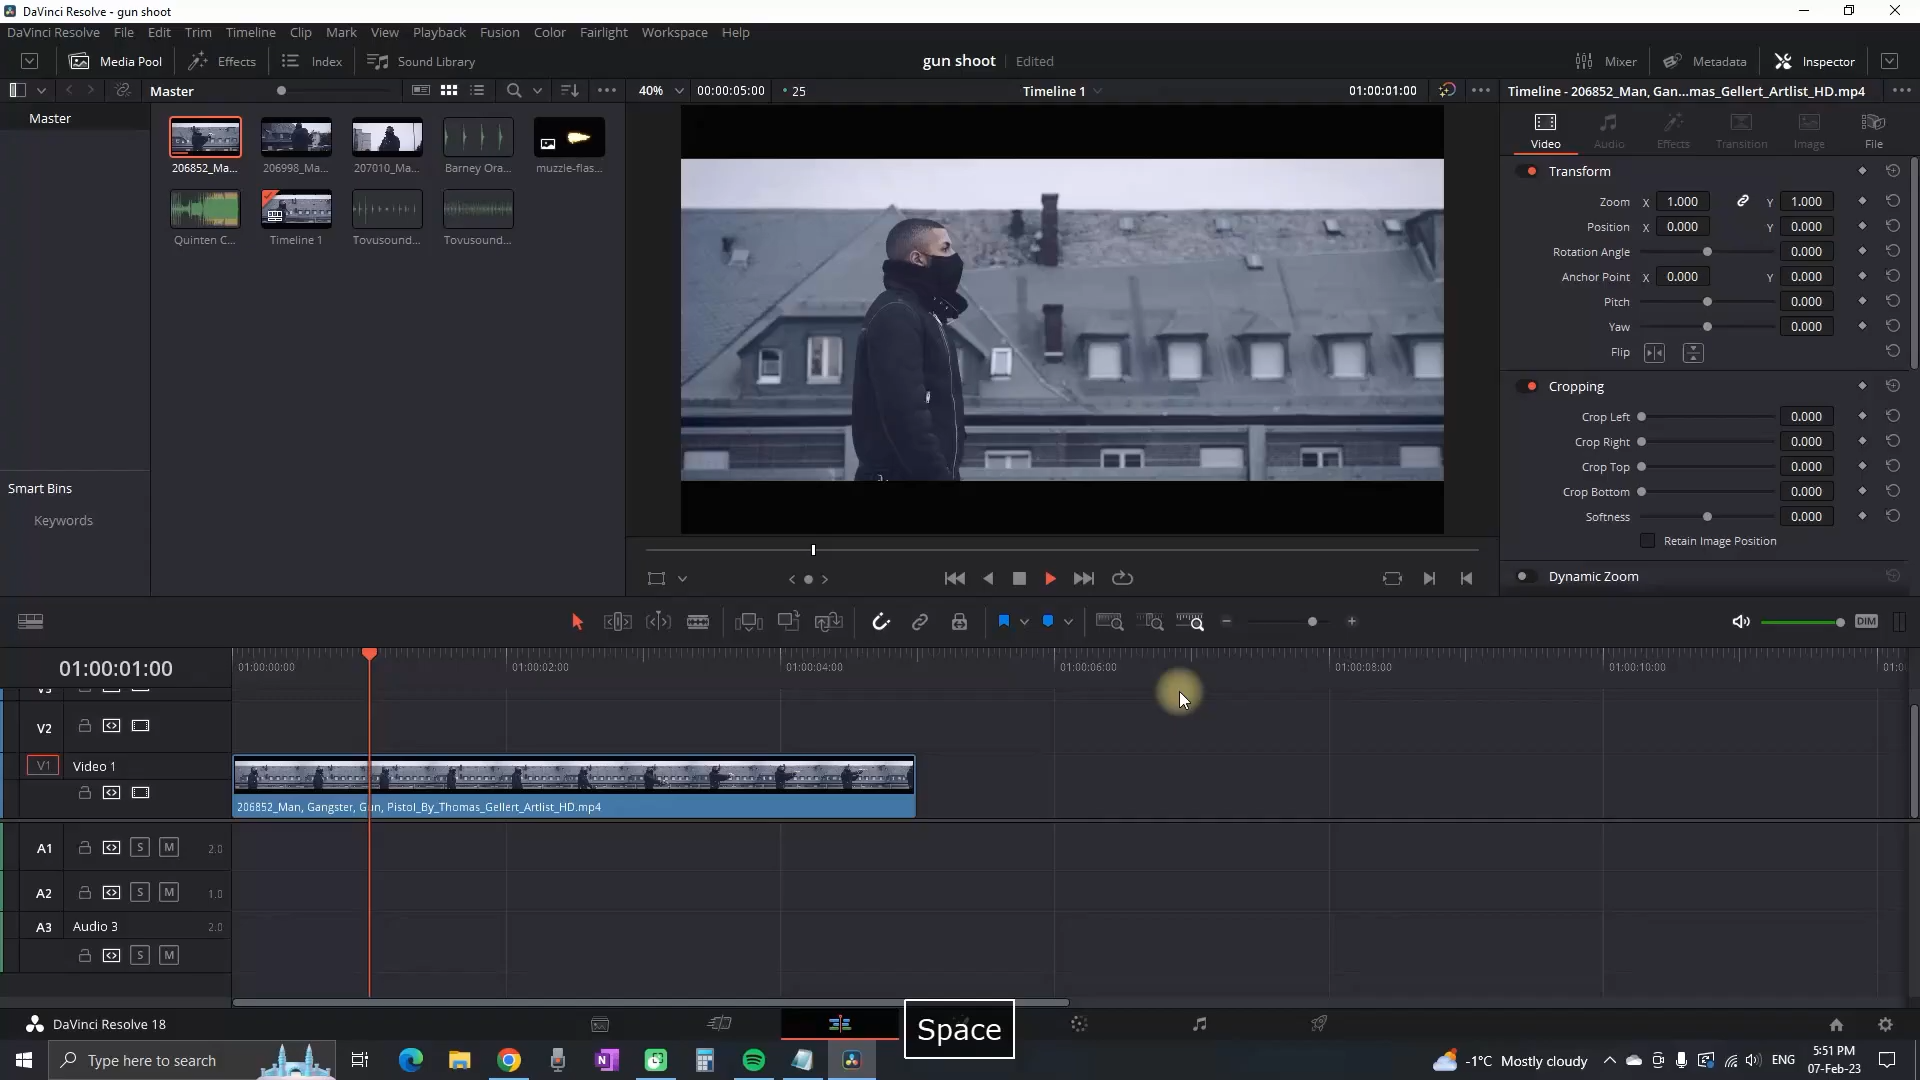 DaVinci Resolve - gun shoot
DaVinci Resolve File Edit Trim Timeline Clip Mark View Playback Fusion Color Fairlight Workspace Help
Media Pool Effects Index Sound Library gun shoot Edited Mixer Metadata Inspector
Master 40% 00:00:05:00 • 25 Timeline 1 01:00:01:00 Timeline - 206852_Man, Gan...mas_Gellert_Artlist_HD.mp4
Master
206852_Ma... 206998_Ma... 207010_Ma... Barney Ora... muzzle-flas...
Quinten C... Timeline 1 Tovusound... Tovusound...
Smart Bins
Keywords
Video Audio Effects Transition Image File
Transform
Zoom X 1.000 Y 1.000
Position X 0.000 Y 0.000
Rotation Angle 0.000
Anchor Point X 0.000 Y 0.000
Pitch 0.000
Yaw 0.000
Flip
Cropping
Crop Left 0.000
Crop Right 0.000
Crop Top 0.000
Crop Bottom 0.000
Softness 0.000
Retain Image Position
Dynamic Zoom
DIM
01:00:01:00 01:00:00:00 01:00:02:00 01:00:04:00 01:00:06:00 01:00:08:00 01:00:10:00
V2
V1 Video 1
206852_Man, Gangster, Gun, Pistol_By_Thomas_Gellert_Artlist_HD.mp4
A1 S M 2.0
A2 S M 1.0
A3 Audio 3 2.0
S M
DaVinci Resolve 18
Space
Type here to search
-1°C Mostly cloudy ENG 5:51 PM
07-Feb-23